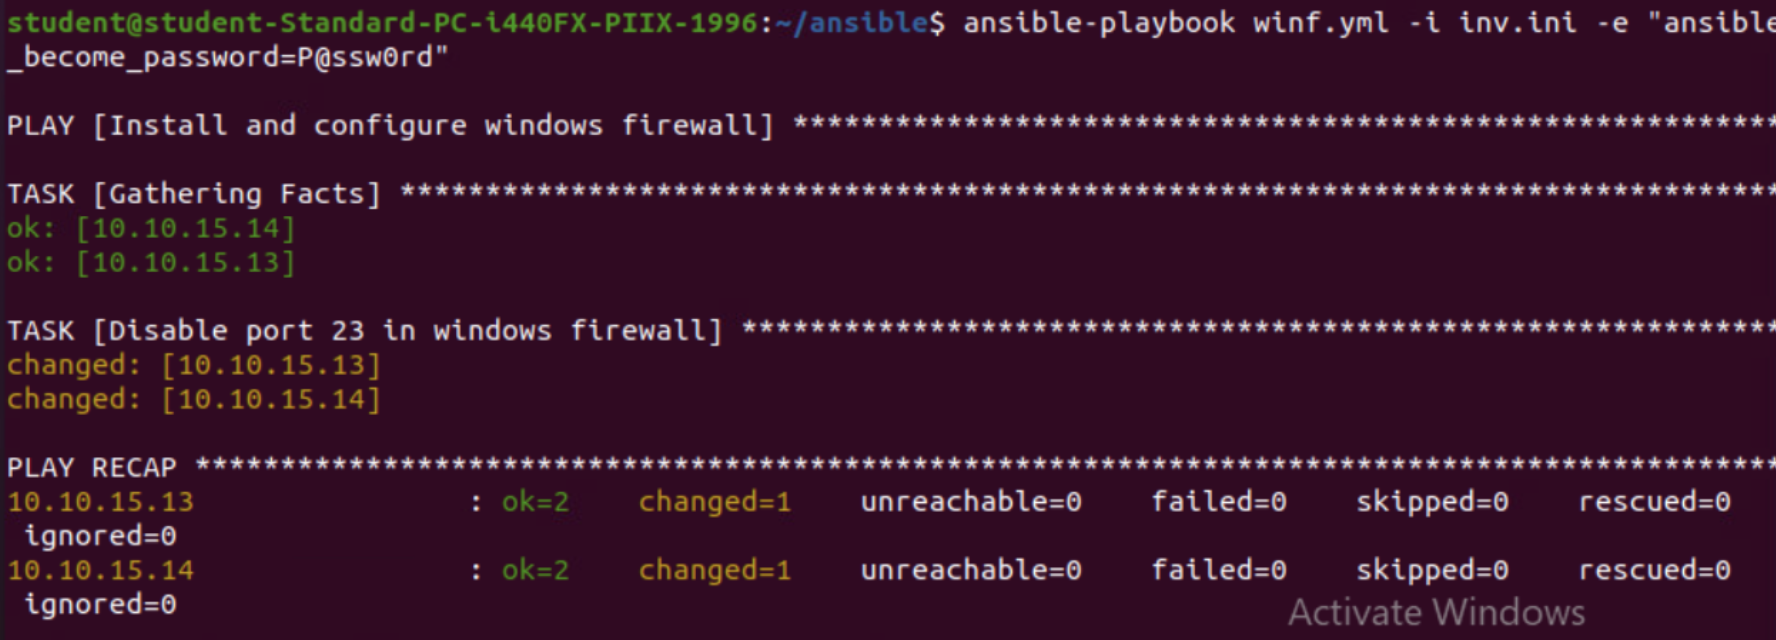 student@student-Standard-PC-i440FX-PIIX-1996:~/ansible$ ansible-playbook winf.yml -i inv.ini -e "ansible
_become_password=P@ssw0rd"
PLAY [Install and configure windows firewall] *********************************************************
TASK [Gathering Facts] ********************************************************************************
ok: [10.10.15.14]
ok: [10.10.15.13]
TASK [Disable port 23 in windows firewall] ************************************************************
changed: [10.10.15.13]
changed: [10.10.15.14]
PLAY RECAP ********************************************************************************************
10.10.15.13                : ok=2    changed=1    unreachable=0    failed=0    skipped=0    rescued=0
 ignored=0
10.10.15.14                : ok=2    changed=1    unreachable=0    failed=0    skipped=0    rescued=0
 ignored=0
Activate Windows